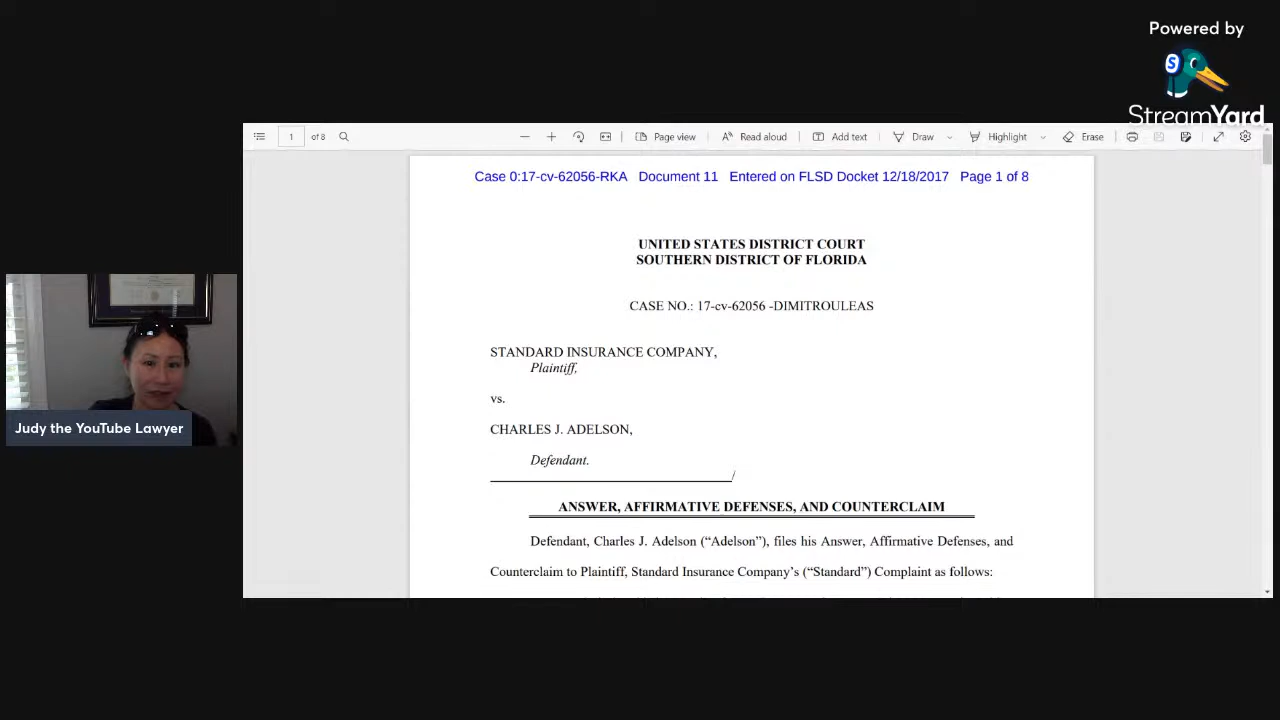 Powered by
S
StreamYard
1 of 8 Page view Read aloud Add text Draw Highlight Erase
Case 0:17-cv-62056-RKA Document 11 Entered on FLSD Docket 12/18/2017 Page 1 of 8
UNITED STATES DISTRICT COURT
SOUTHERN DISTRICT OF FLORIDA
CASE NO.: 17-cv-62056 -DIMITROULEAS
STANDARD INSURANCE COMPANY,
Plaintiff,
vs.
CHARLES J. ADELSON,
Defendant.
/
ANSWER, AFFIRMATIVE DEFENSES, AND COUNTERCLAIM
Defendant, Charles J. Adelson (“Adelson”), files his Answer, Affirmative Defenses, and
Counterclaim to Plaintiff, Standard Insurance Company’s (“Standard”) Complaint as follows:
Judy the YouTube Lawyer